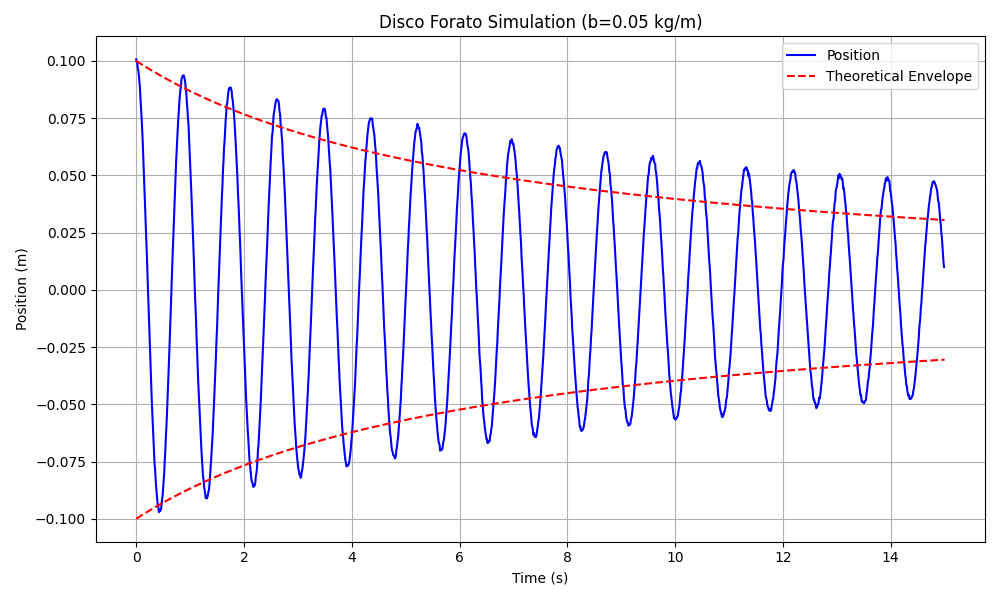 Disco Forato Simulation (b=0.05 kg/m)
Position
Theoretical Envelope
0.100
0.075
0.050
0.025
0.000
−0.025
−0.050
−0.075
−0.100
Position (m)
0 2 4 6 8 10 12 14
Time (s)